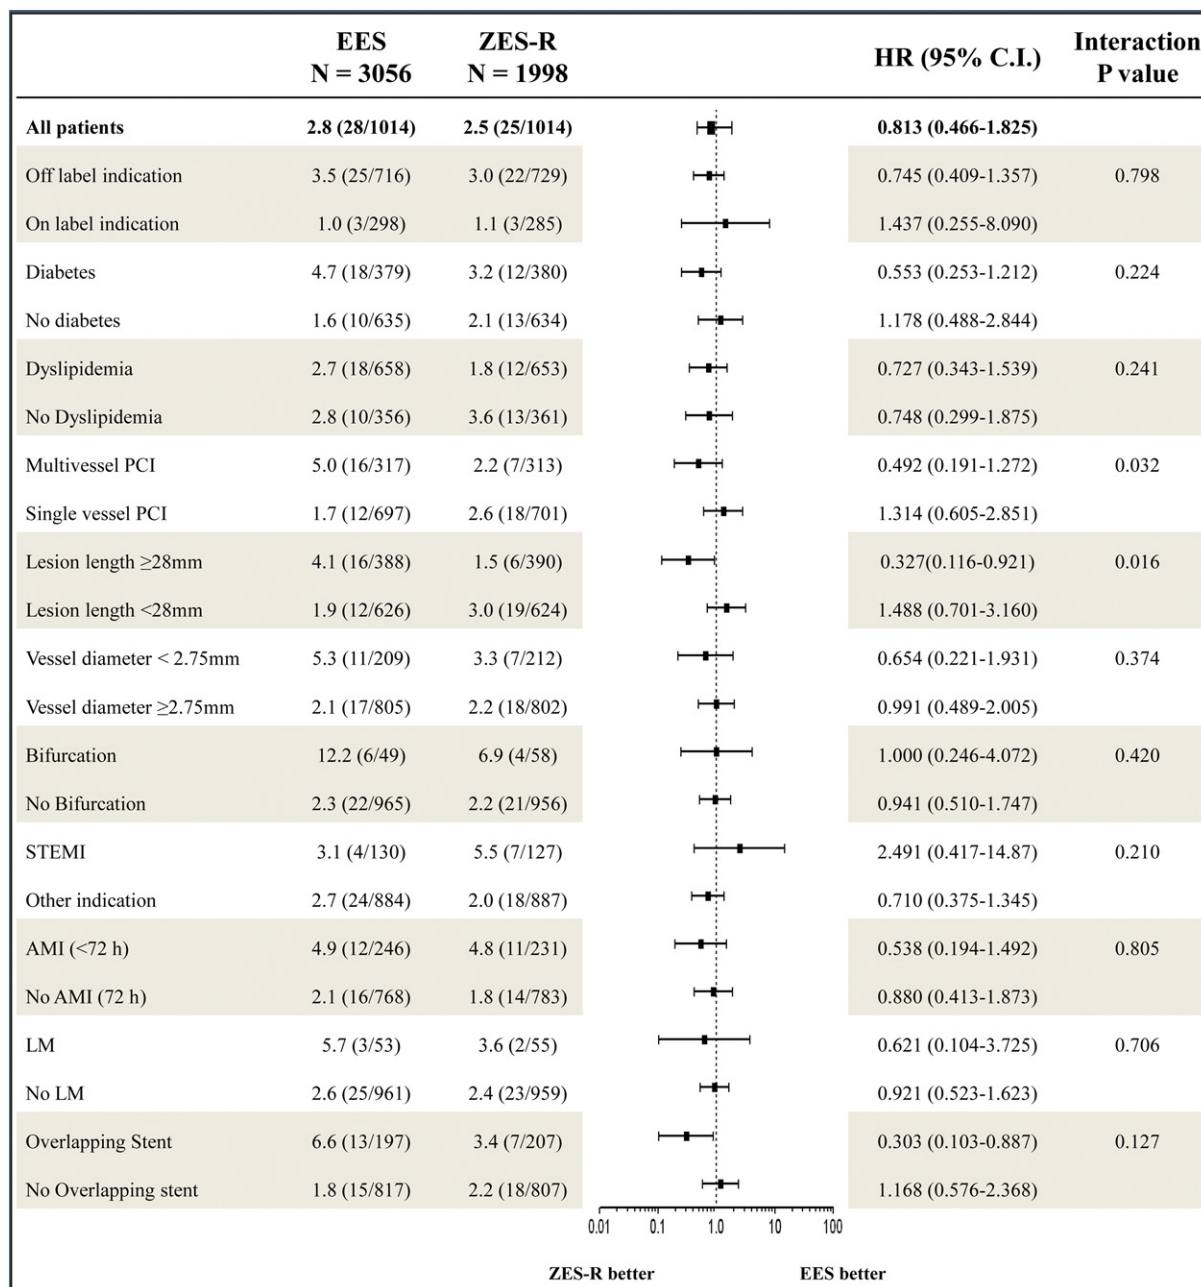 EES ZES-R HR (95% C.I.) Interaction
N = 3056 N = 1998 P value
All patients 2.8 (28/1014) 2.5 (25/1014) 0.813 (0.466-1.825)
Off label indication 3.5 (25/716) 3.0 (22/729) 0.745 (0.409-1.357) 0.798
On label indication 1.0 (3/298) 1.1 (3/285) 1.437 (0.255-8.090)
Diabetes 4.7 (18/379) 3.2 (12/380) 0.553 (0.253-1.212) 0.224
No diabetes 1.6 (10/635) 2.1 (13/634) 1.178 (0.488-2.844)
Dyslipidemia 2.7 (18/658) 1.8 (12/653) 0.727 (0.343-1.539) 0.241
No Dyslipidemia 2.8 (10/356) 3.6 (13/361) 0.748 (0.299-1.875)
Multivessel PCI 5.0 (16/317) 2.2 (7/313) 0.492 (0.191-1.272) 0.032
Single vessel PCI 1.7 (12/697) 2.6 (18/701) 1.314 (0.605-2.851)
Lesion length ≥28mm 4.1 (16/388) 1.5 (6/390) 0.327(0.116-0.921) 0.016
Lesion length <28mm 1.9 (12/626) 3.0 (19/624) 1.488 (0.701-3.160)
Vessel diameter < 2.75mm 5.3 (11/209) 3.3 (7/212) 0.654 (0.221-1.931) 0.374
Vessel diameter ≥2.75mm 2.1 (17/805) 2.2 (18/802) 0.991 (0.489-2.005)
Bifurcation 12.2 (6/49) 6.9 (4/58) 1.000 (0.246-4.072) 0.420
No Bifurcation 2.3 (22/965) 2.2 (21/956) 0.941 (0.510-1.747)
STEMI 3.1 (4/130) 5.5 (7/127) 2.491 (0.417-14.87) 0.210
Other indication 2.7 (24/884) 2.0 (18/887) 0.710 (0.375-1.345)
AMI (<72 h) 4.9 (12/246) 4.8 (11/231) 0.538 (0.194-1.492) 0.805
No AMI (72 h) 2.1 (16/768) 1.8 (14/783) 0.880 (0.413-1.873)
LM 5.7 (3/53) 3.6 (2/55) 0.621 (0.104-3.725) 0.706
No LM 2.6 (25/961) 2.4 (23/959) 0.921 (0.523-1.623)
Overlapping Stent 6.6 (13/197) 3.4 (7/207) 0.303 (0.103-0.887) 0.127
No Overlapping stent 1.8 (15/817) 2.2 (18/807) 1.168 (0.576-2.368)
0.01 0.1 1.0 10 100
ZES-R better EES better